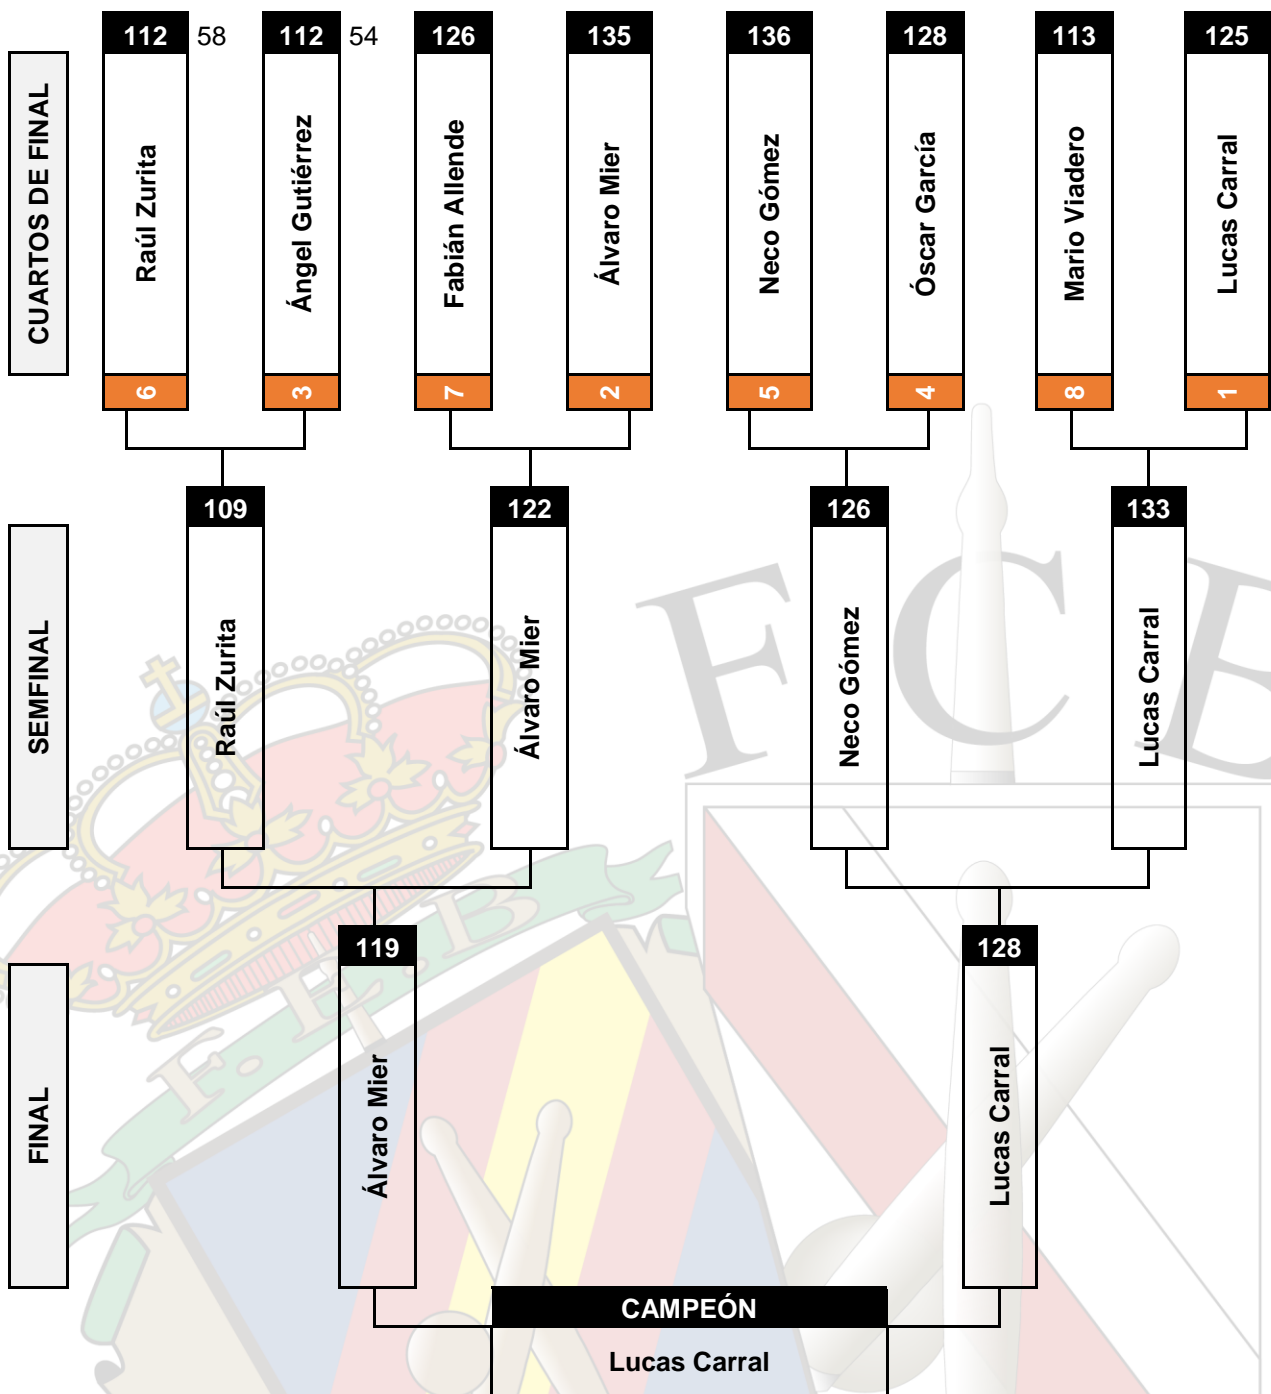 112 58 112 54 126 135 136 128 113 125
CUARTOS DE FINAL
Raúl Zurita
Ángel Gutiérrez
Fabián Allende
Álvaro Mier
Neco Gómez
Óscar García
Mario Viadero
Lucas Carral
6 3 7 2 5 4 8 1
109 122 126 133
SEMFINAL
Raúl Zurita
Álvaro Mier
Neco Gómez
Lucas Carral
F C B
F.E.B
119 128
FINAL
Álvaro Mier
Lucas Carral
CAMPEÓN
Lucas Carral